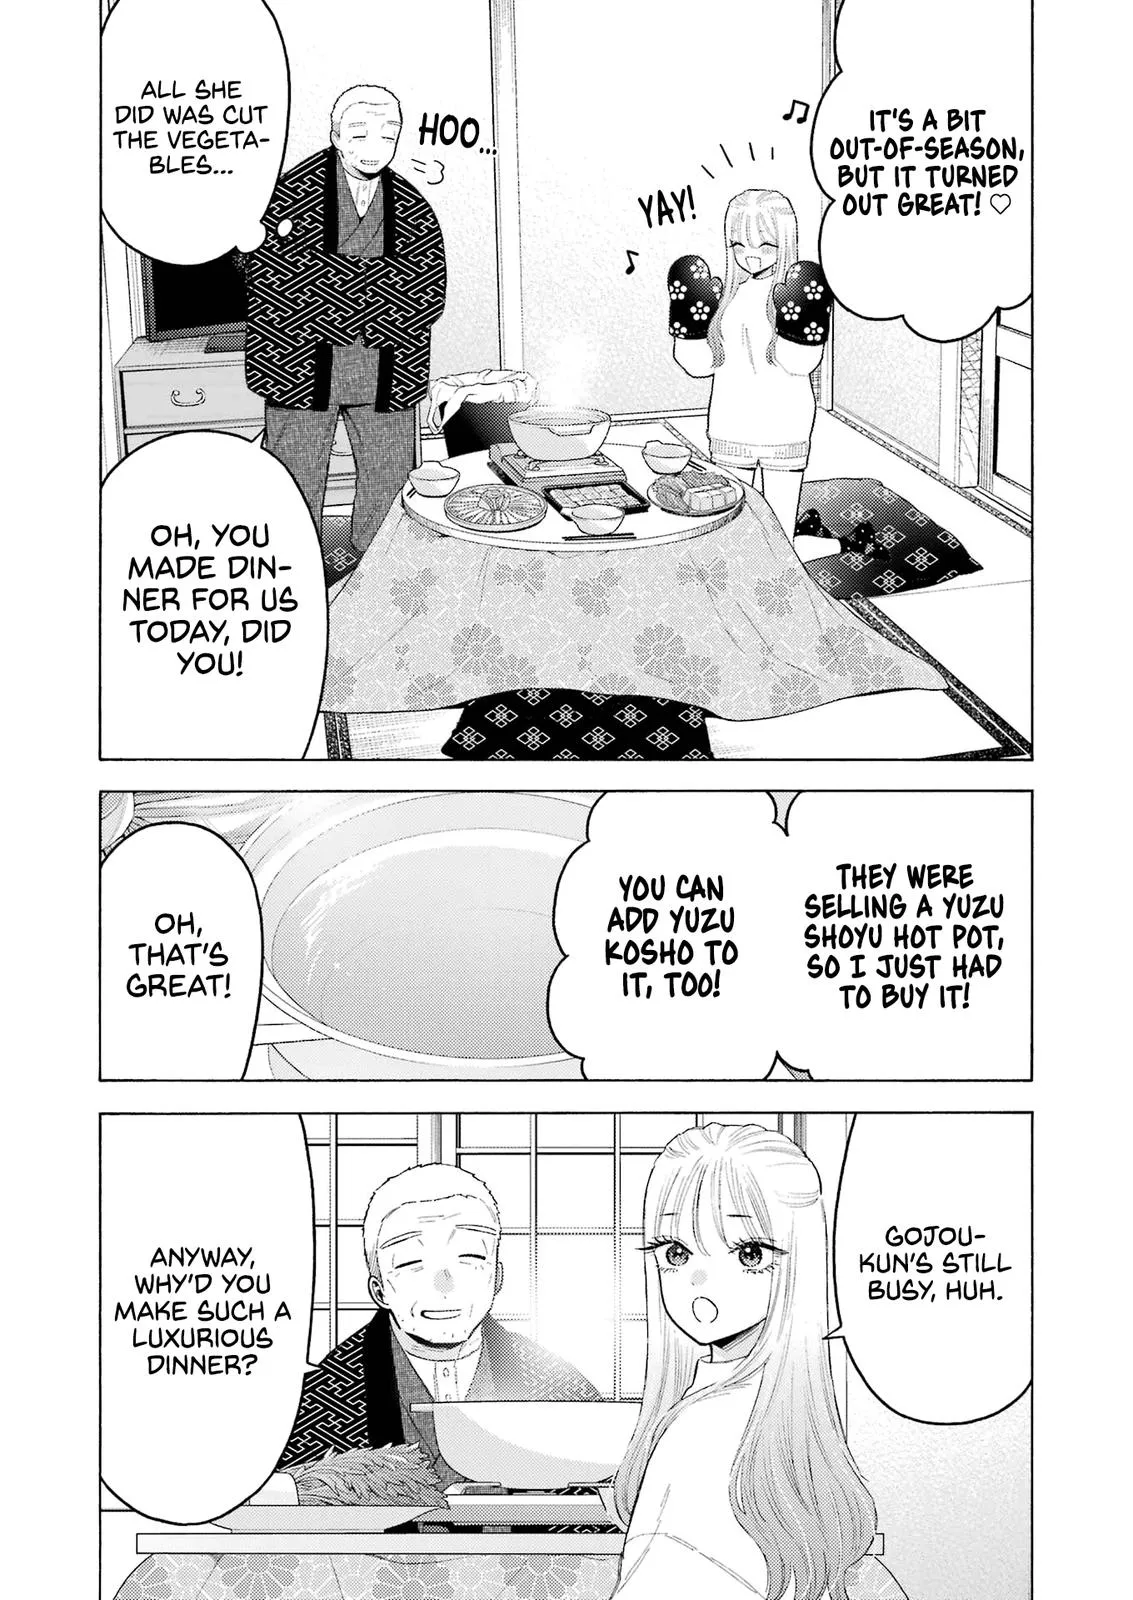 IT'S A BIT
OUT-OF-SEASON,
BUT IT TURNED
OUT GREAT! ♡
YAY!
HOO...
ALL SHE
DID WAS CUT
THE VEGETA-
BLES...
OH, YOU
MADE DIN-
NER FOR US
TODAY, DID
YOU!
THEY WERE
SELLING A YUZU
SHOYU HOT POT,
SO I JUST HAD
TO BUY IT!
YOU CAN
ADD YUZU
KOSHO TO
IT, TOO!
OH,
THAT'S
GREAT!
GOJOU-
KUN'S STILL
BUSY, HUH.
ANYWAY,
WHY'D YOU
MAKE SUCH A
LUXURIOUS
DINNER?